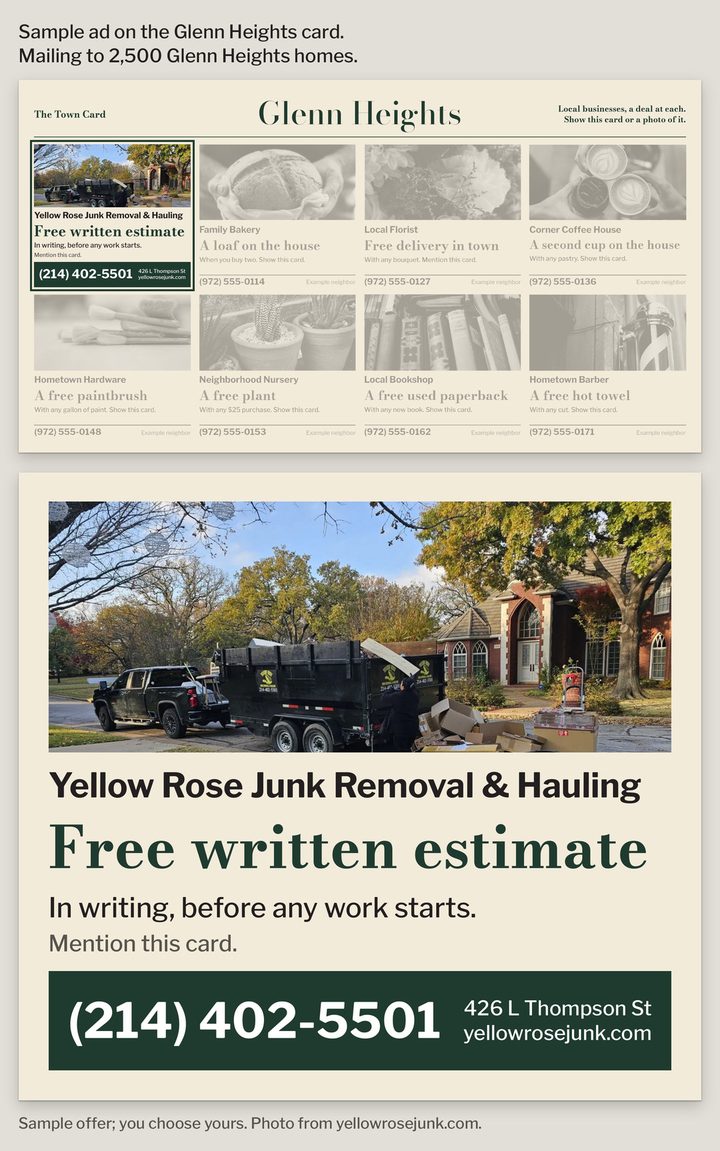 Sample ad on the Glenn Heights card.
Mailing to 2,500 Glenn Heights homes.
The Town Card
Glenn Heights
Local businesses, a deal at each.
Show this card or a photo of it.
Yellow Rose Junk Removal & Hauling
Free written estimate
In writing, before any work starts.
Mention this card.
(214) 402-5501
426 L Thompson St
yellowrosejunk.com
Family Bakery
A loaf on the house
When you buy two. Show this card.
(972) 555-0114
Example neighbor
Local Florist
Free delivery in town
With any bouquet. Mention this card.
(972) 555-0127
Example neighbor
Corner Coffee House
A second cup on the house
With any pastry. Show this card.
(972) 555-0136
Example neighbor
Hometown Hardware
A free paintbrush
With any gallon of paint. Show this card.
(972) 555-0148
Example neighbor
Neighborhood Nursery
A free plant
With any $25 purchase. Show this card.
(972) 555-0153
Example neighbor
Local Bookshop
A free used paperback
With any new book. Show this card.
(972) 555-0162
Example neighbor
Hometown Barber
A free hot towel
With any cut. Show this card.
(972) 555-0171
Example neighbor
Yellow Rose Junk Removal & Hauling
Free written estimate
In writing, before any work starts.
Mention this card.
(214) 402-5501
426 L Thompson St
yellowrosejunk.com
Sample offer; you choose yours. Photo from yellowrosejunk.com.